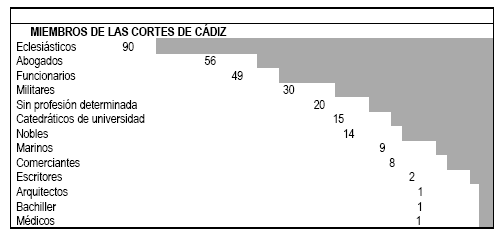 MIEMBROS DE LAS CORTES DE CÁDIZ
Eclesiásticos 90
Abogados 56
Funcionarios 49
Militares 30
Sin profesión determinada 20
Catedráticos de universidad 15
Nobles 14
Marinos 9
Comerciantes 8
Escritores 2
Arquitectos 1
Bachiller 1
Médicos 1